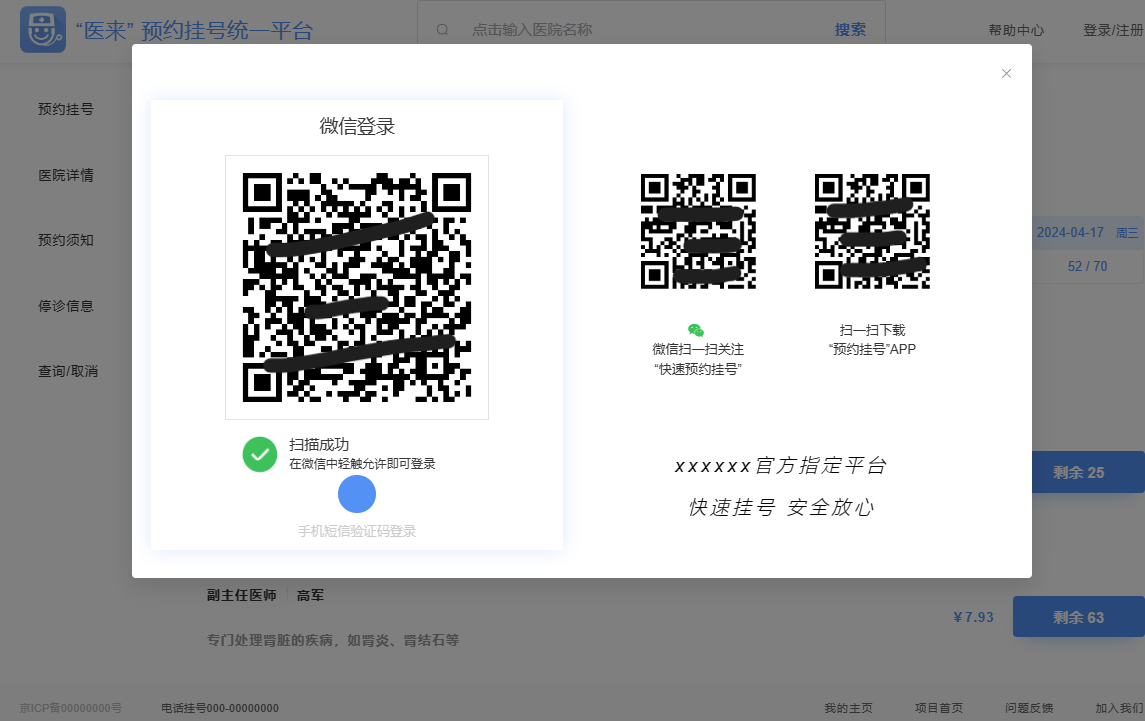 “医来” 预约挂号统一平台
点击输入医院名称
搜索
帮助中心
登录/注册
预约挂号
医院详情
预约须知
停诊信息
查询/取消
微信登录
扫描成功
在微信中轻触允许即可登录
手机短信验证码登录
微信扫一扫关注
“快速预约挂号”
扫一扫下载
“预约挂号”APP
xxxxxx官方指定平台
快速挂号 安全放心
2024-04-17 周三
52 / 70
剩余 25
副主任医师 高军
专门处理肾脏的疾病，如肾炎、肾结石等
￥7.93
剩余 63
京ICP备00000000号
电话挂号000-00000000
我的主页
项目首页
问题反馈
加入我们